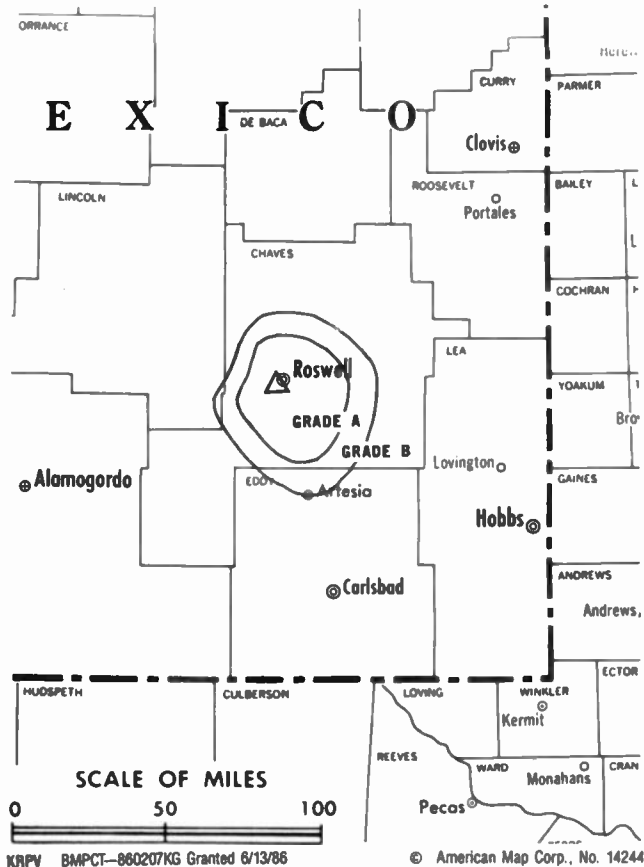 ORRANCE
CURRY
PARMER
E X I C O
DE BACA
Clovis
LINCOLN
ROOSEVELT
BAILEY
L
Portales
L
CHAVES
COCHRAN
H
LEA
Roswell
YOAKUM
T
GRADE A
Bro
GRADE B
Lovington
Alamogordo
EDDY
GAINES
Artesia
Hobbs
ANDREWS
Carlsbad
Andrews,
ECTOR
HUDSPETH
CULBERSON
LOVING
WINKLER
Kermit
REEVES
WARD
CRAN
SCALE OF MILES
Monahans
0 50 100
Pecos
KRPV BMPCT—860207KG Granted 6/13/86
© American Map Corp., No. 14244